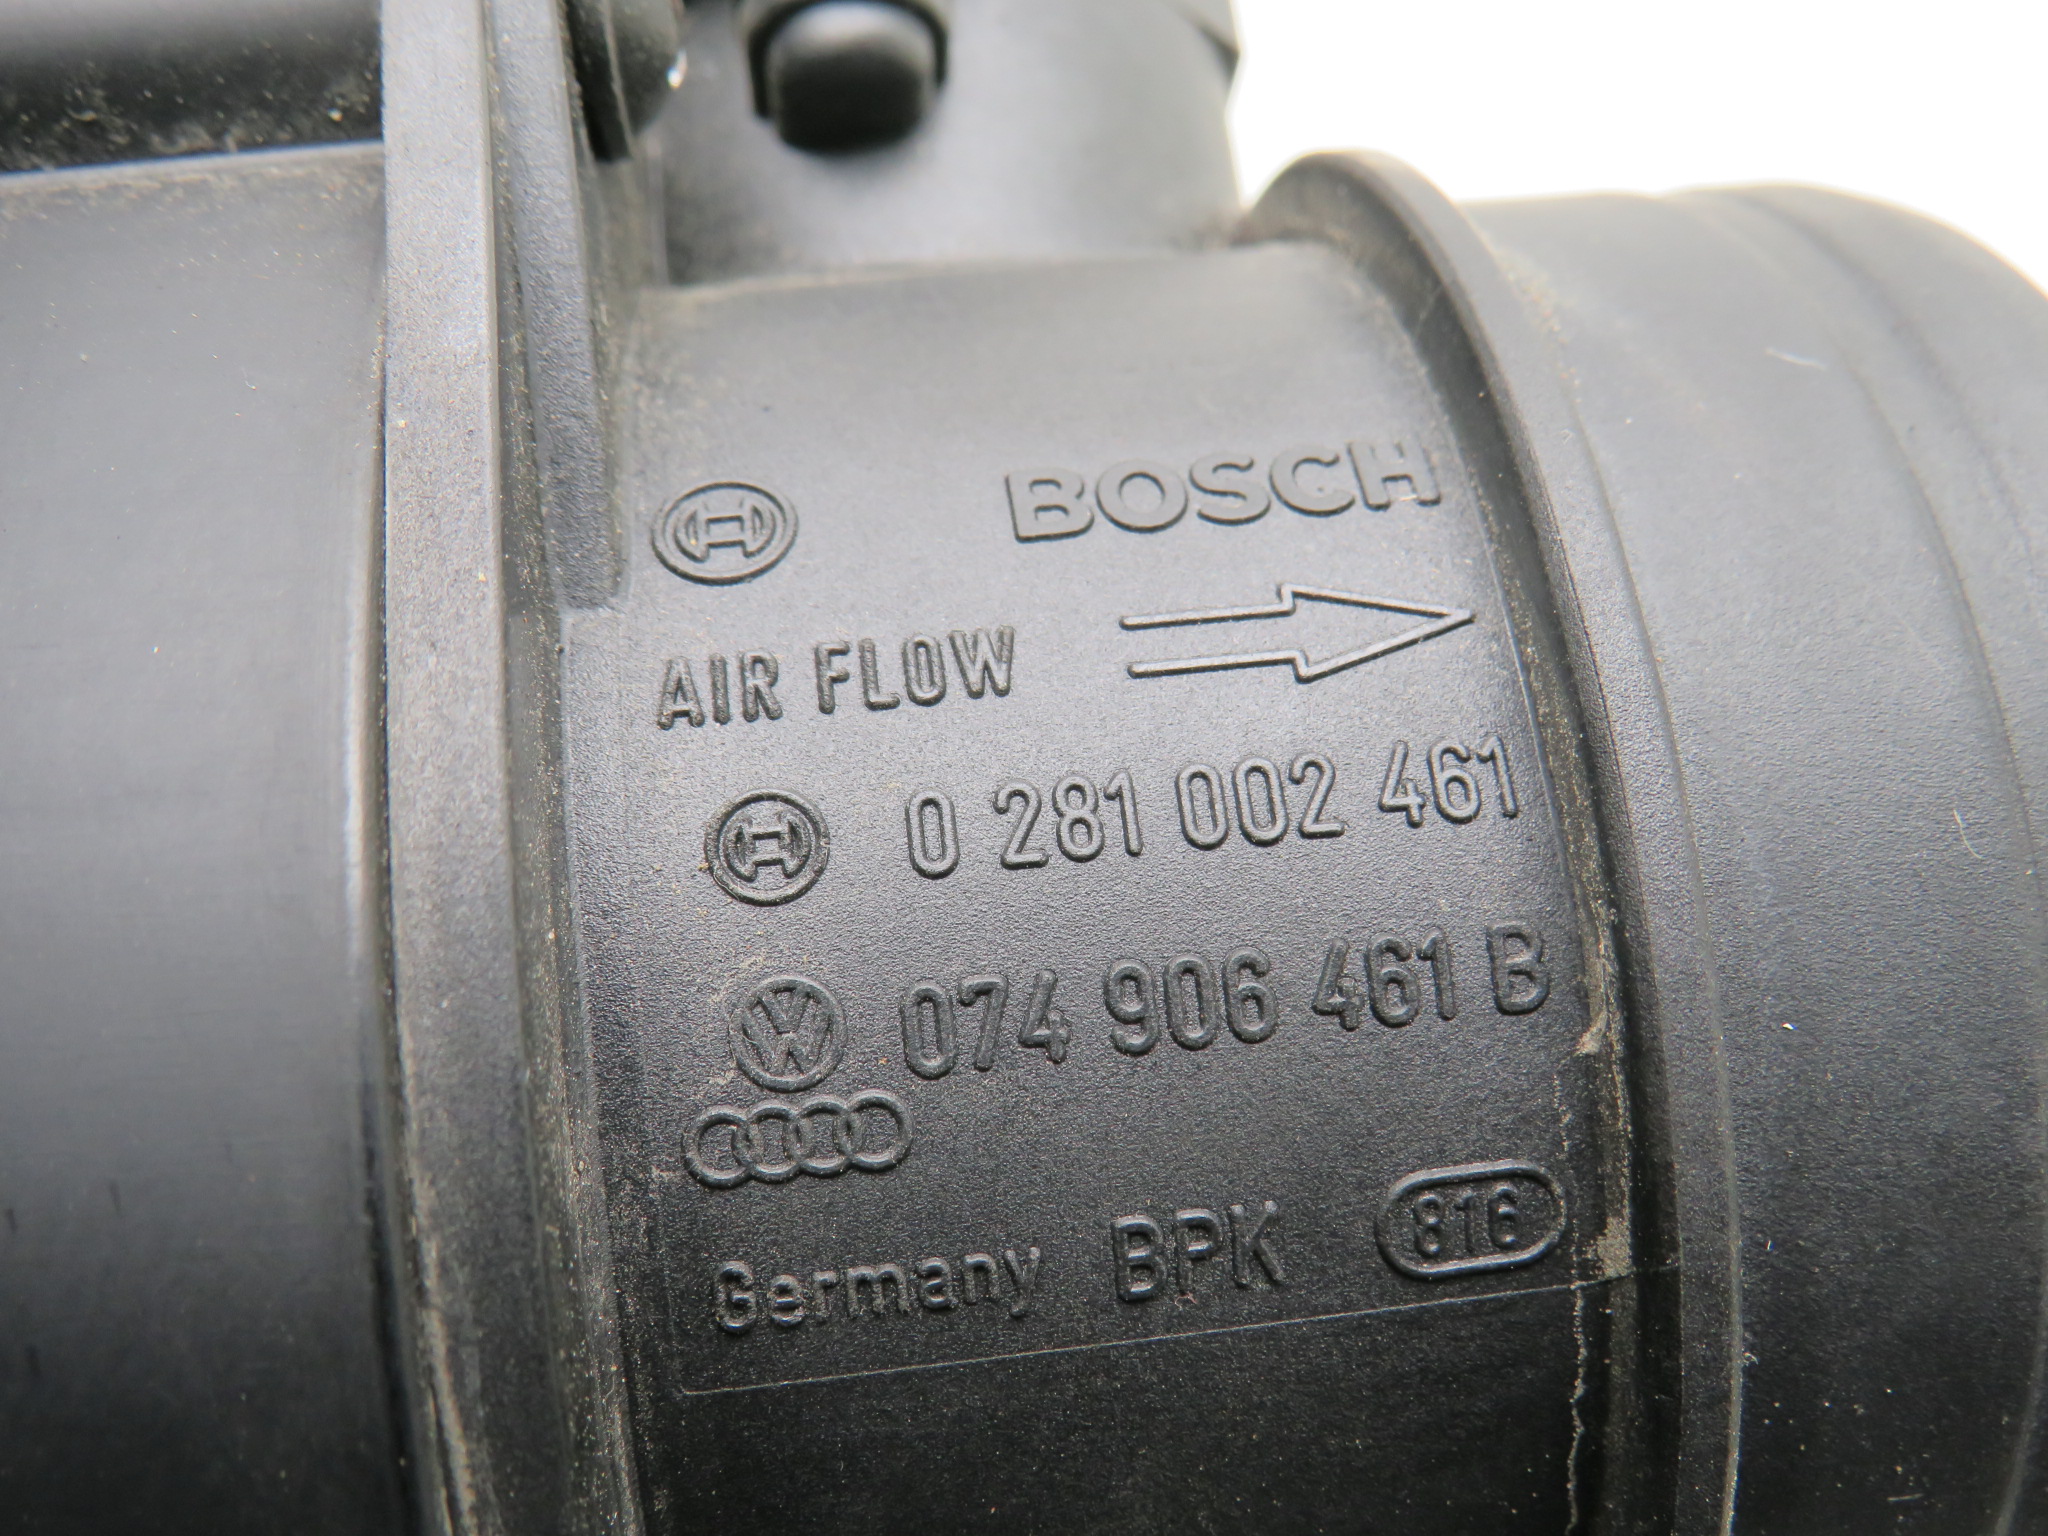 BOSCH
AIR FLOW
0 281 002 461
074 906 461 B
Germany BPK 816